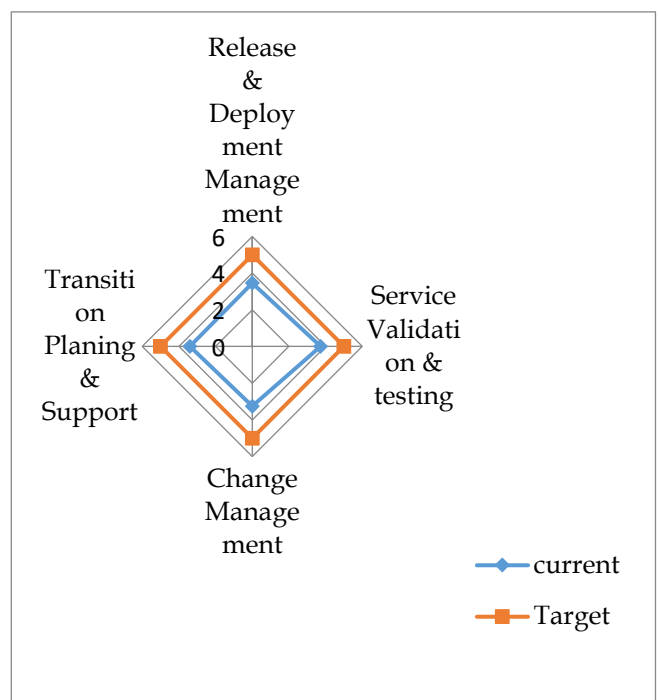 Release
&
Deploy
ment
Manage
ment
6
4
2
0
Transiti
on
Planing
&
Support
Service
Validati
on &
testing
Change
Manage
ment
current
Target